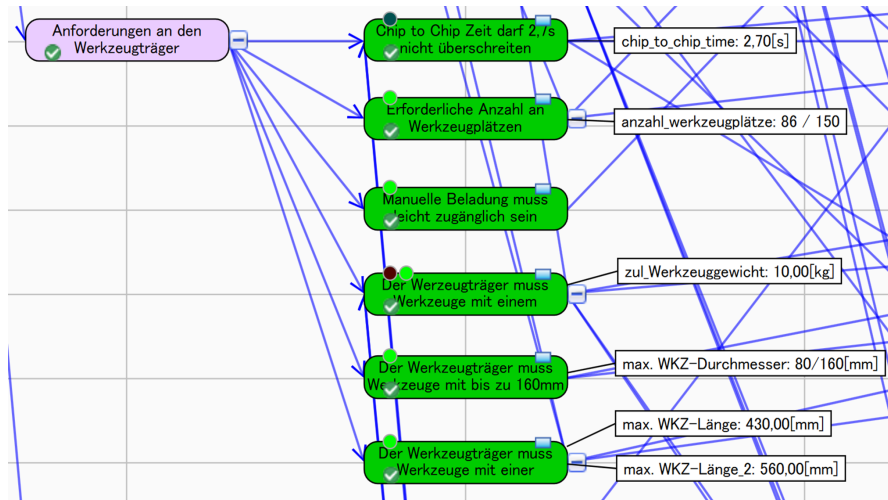 Anforderungen an den
Werkzeugträger
Chip to Chip Zeit darf 2,7s
nicht überschreiten
chip_to_chip_time: 2,70[s]
Erforderliche Anzahl an
Werkzeugplätzen
anzahl_werkzeugplätze: 86 / 150
Manuelle Beladung muss
leicht zugänglich sein
Der Werzeugträger muss
Werkzeuge mit einem
zul_Werkzeuggewicht: 10,00[kg]
Der Werkzeugträger muss
Werkzeuge mit bis zu 160mm
max. WKZ-Durchmesser: 80/160[mm]
Der Werkzeugträger muss
Werkzeuge mit einer
max. WKZ-Länge: 430,00[mm]
max. WKZ-Länge_2: 560,00[mm]